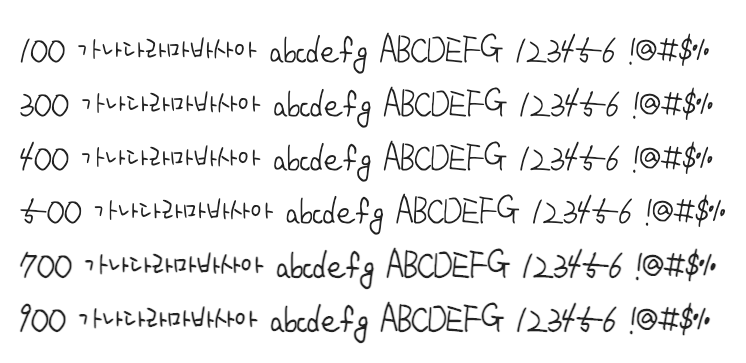 100 가나다라마바사아 abcdefg ABCDEFG 123456 !@#$%
300 가나다라마바사아 abcdefg ABCDEFG 123456 !@#$%
400 가나다라마바사아 abcdefg ABCDEFG 123456 !@#$%
500 가나다라마바사아 abcdefg ABCDEFG 123456 !@#$%
700 가나다라마바사아 abcdefg ABCDEFG 123456 !@#$%
900 가나다라마바사아 abcdefg ABCDEFG 123456 !@#$%